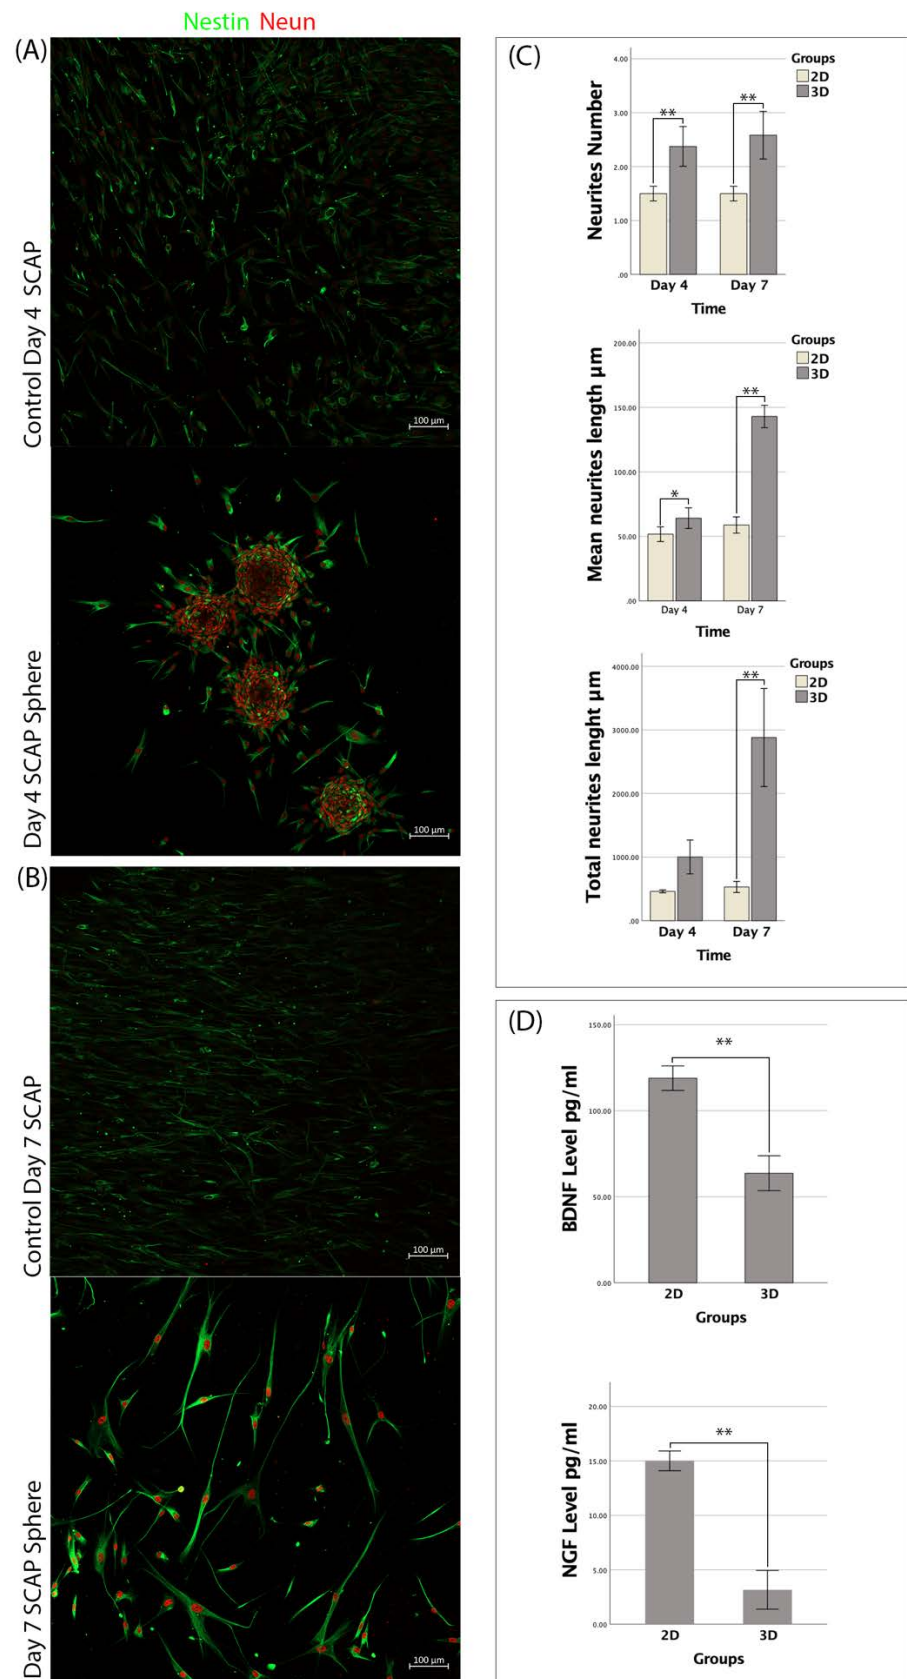 Nestin Neun
(A)
Control Day 4 SCAP
100 µm
Day 4 SCAP Sphere
100 µm
(B)
Control Day 7 SCAP
100 µm
Day 7 SCAP Sphere
100 µm
(C)
Groups
2D
3D
Neurites Number
4.00
3.00
2.00
1.00
.00
**
**
Day 4
Day 7
Time
Groups
2D
3D
Mean neurites length µm
200.00
150.00
100.00
50.00
.00
*
**
Day 4
Day 7
Time
Groups
2D
3D
Total neurites lenght µm
4000.00
3000.00
2000.00
1000.00
.00
**
Day 4
Day 7
Time
(D)
BDNF Level pg/ml
150.00
100.00
50.00
0.00
**
2D
3D
Groups
NGF Level pg/ml
20.00
15.00
10.00
5.00
0.00
**
2D
3D
Groups